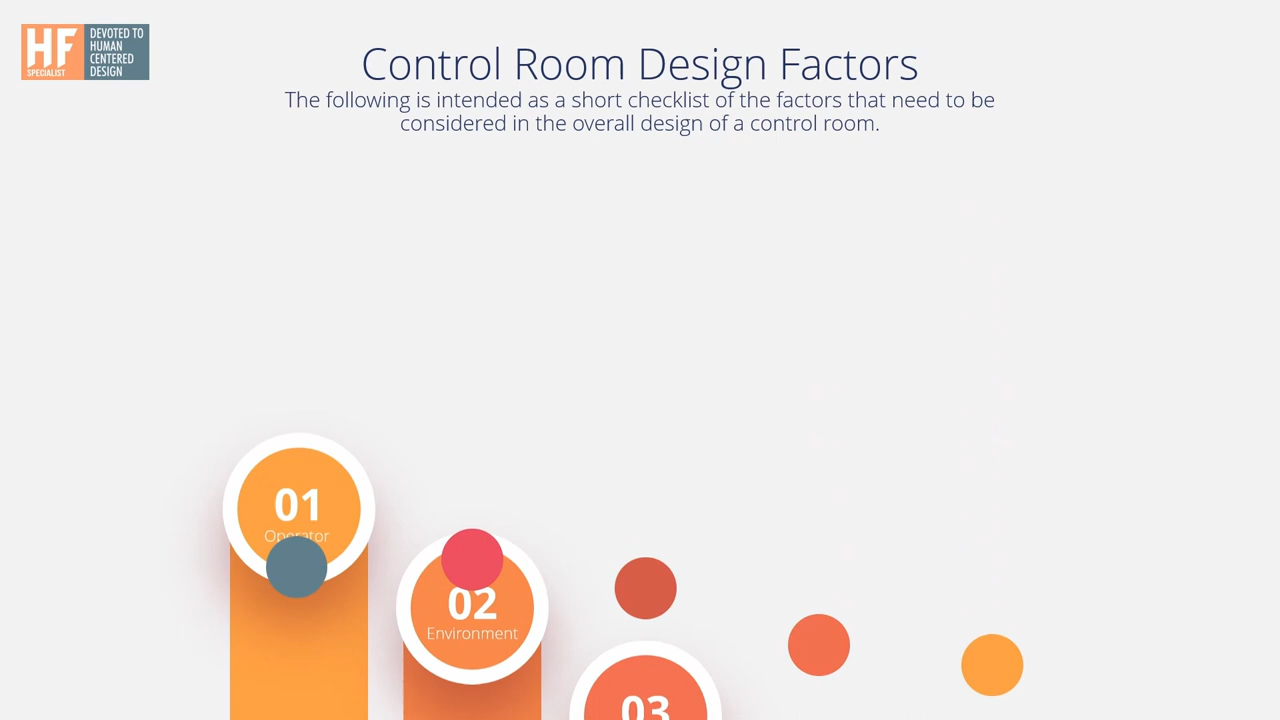 HF
SPECIALIST
DEVOTED TO
HUMAN
CENTERED
DESIGN
Control Room Design Factors
The following is intended as a short checklist of the factors that need to be
considered in the overall design of a control room.
01
Operator
02
Environment
03